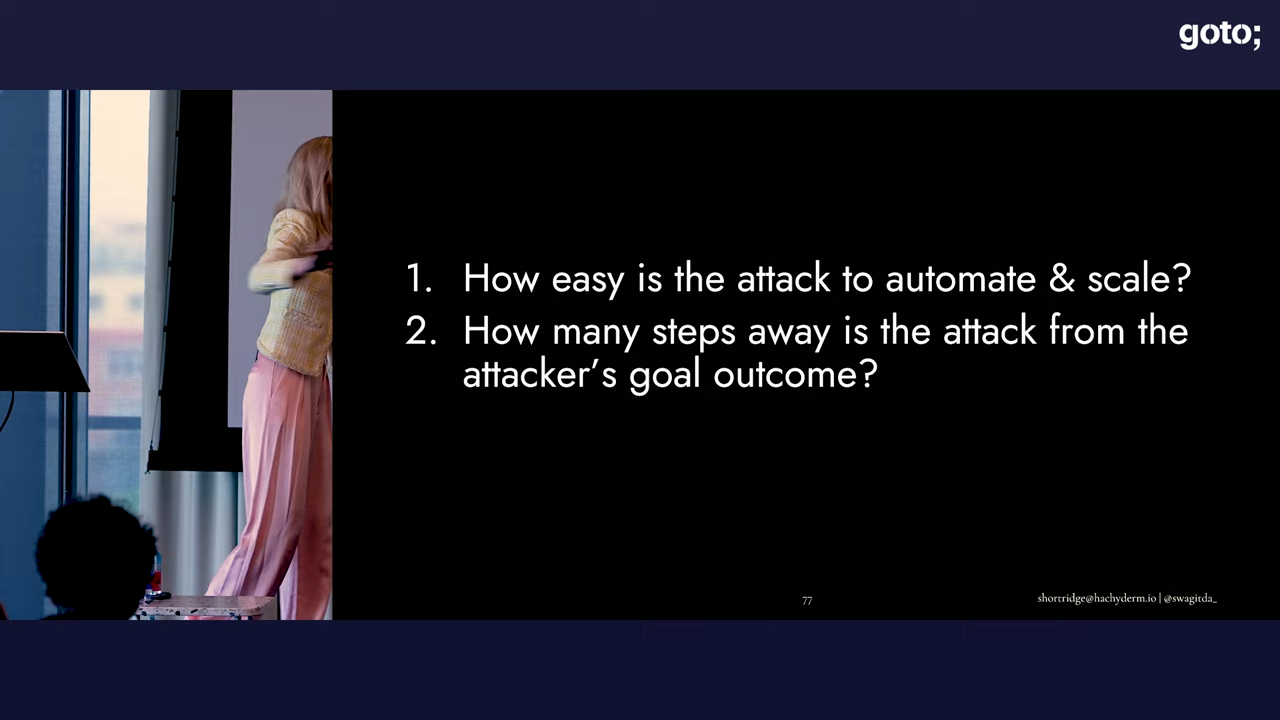 goto;
1. How easy is the attack to automate & scale?
2. How many steps away is the attack from the
attacker's goal outcome?
77
shortridge@hachyderm.io | @swagitda_